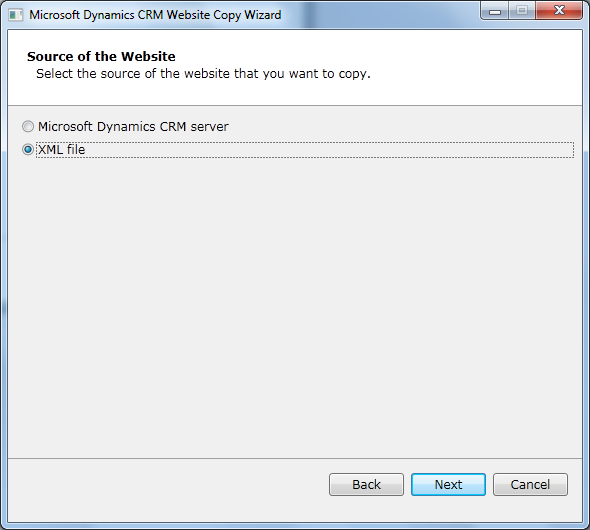 Microsoft Dynamics CRM Website Copy Wizard
Source of the Website
Select the source of the website that you want to copy.
Microsoft Dynamics CRM server
XML file
Back Next Cancel